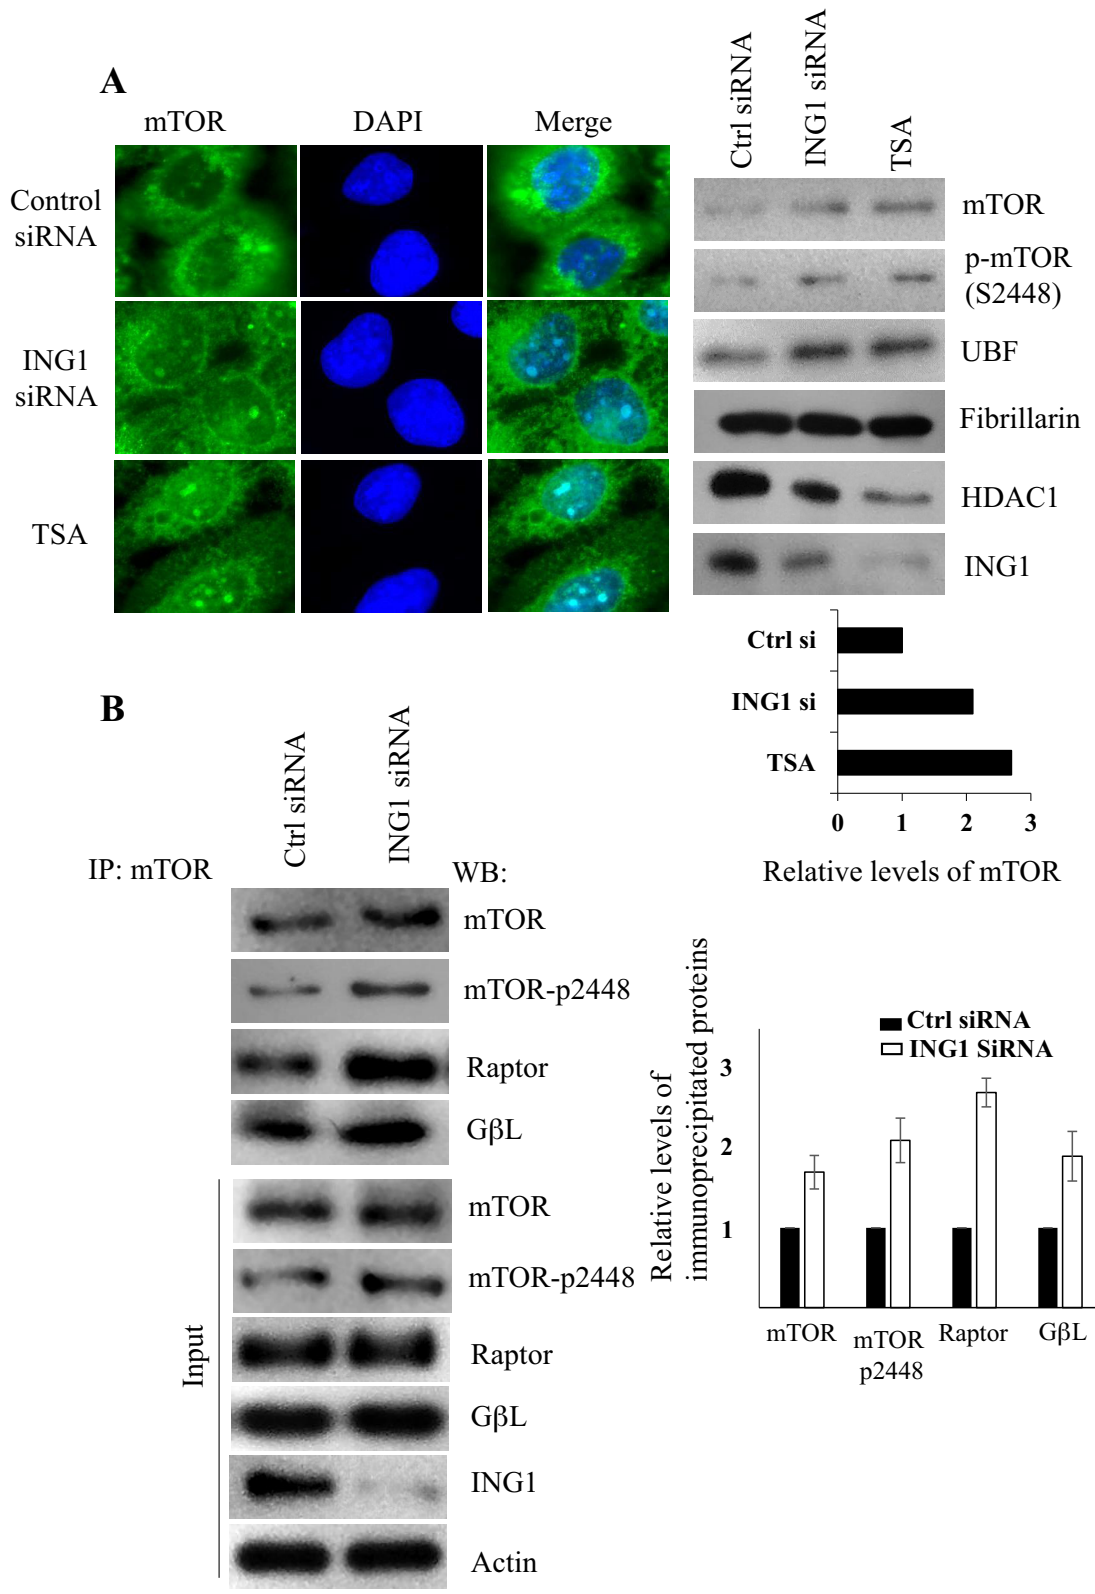 A
mTOR
DAPI
Merge
Control
siRNA
ING1
siRNA
TSA
Ctrl siRNA
ING1 siRNA
TSA
mTOR
p-mTOR
(S2448)
UBF
Fibrillarin
HDAC1
ING1
Ctrl si
ING1 si
TSA
0 1 2 3
Relative levels of mTOR
B
Ctrl siRNA
ING1 siRNA
IP: mTOR
WB:
mTOR
mTOR-p2448
Raptor
GβL
Input
mTOR
mTOR-p2448
Raptor
GβL
ING1
Actin
Relative levels of
immunoprecipitated proteins
Ctrl siRNA
ING1 SiRNA
3
2
1
mTOR
mTOR
p2448
Raptor
GβL